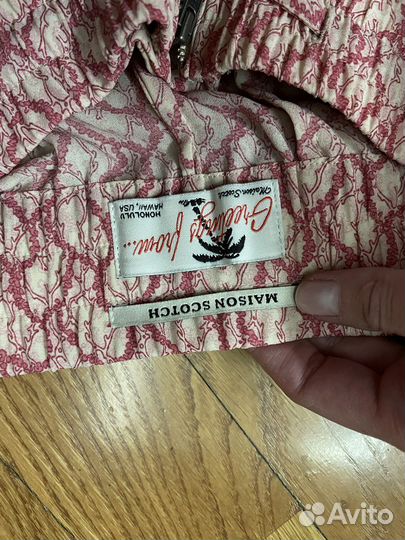 MAISON SCOTCH
Greetings from...
Maison Scotch
HONOLULU
HAWAII, USA
Avito